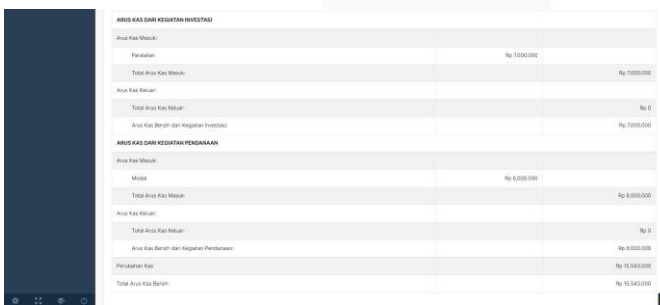 ARUS KAS DARI KEGIATAN INVESTASI
Arus Kas Masuk:
Peralatan Rp 7.000.000
Total Arus Kas Masuk: Rp 7.000.000
Arus Kas Keluar:
Total Arus Kas Keluar: Rp 0
Arus Kas Bersih dari Kegiatan Investasi: Rp 7.000.000
ARUS KAS DARI KEGIATAN PENDANAAN
Arus Kas Masuk:
Modal Rp 8.000.000
Total Arus Kas Masuk: Rp 8.000.000
Arus Kas Keluar:
Total Arus Kas Keluar: Rp 0
Arus Kas Bersih dari Kegiatan Pendanaan: Rp 8.000.000
Perubahan Kas Rp 15.543.000
Total Arus Kas Bersih Rp 15.543.000